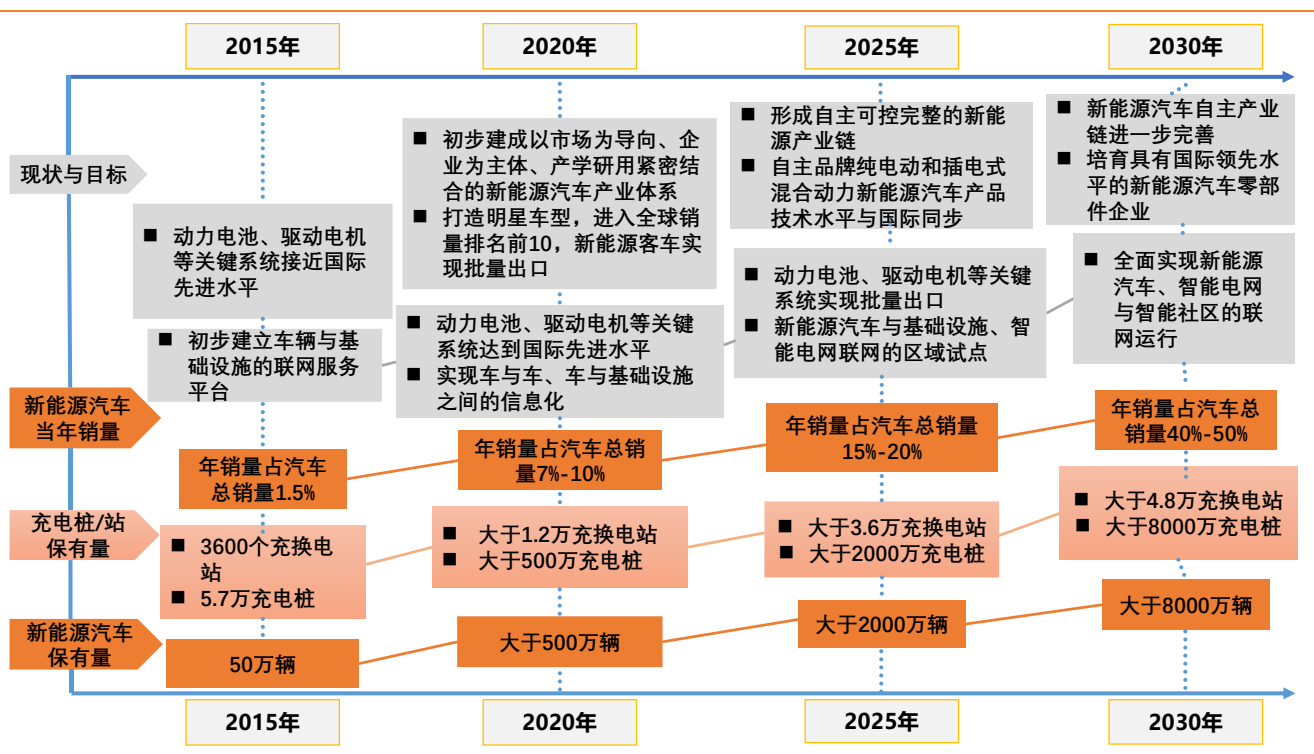 2015年
2020年
2025年
2030年
现状与目标
■ 动力电池、驱动电机
等关键系统接近国际
先进水平
■ 初步建立车辆与基
础设施的联网服务
平台
■ 初步建成以市场为导向、企
业为主体、产学研用紧密结
合的新能源汽车产业体系
■ 打造明星车型，进入全球销
量排名前10，新能源客车实
现批量出口
■ 动力电池、驱动电机等关键
系统达到国际先进水平
■ 实现车与车、车与基础设施
之间的信息化
■ 形成自主可控完整的新能
源产业链
■ 自主品牌纯电动和插电式
混合动力新能源汽车产品
技术水平与国际同步
■ 动力电池、驱动电机等关键
系统实现批量出口
■ 新能源汽车与基础设施、智
能电网联网的区域试点
■ 新能源汽车自主产业
链进一步完善
■ 培育具有国际领先水
平的新能源汽车零部
件企业
■ 全面实现新能源
汽车、智能电网
与智能社区的联
网运行
新能源汽车
当年销量
年销量占汽车
总销量1.5%
年销量占汽车总销
量7%-10%
年销量占汽车总销量
15%-20%
年销量占汽车总
销量40%-50%
充电桩/站
保有量
■ 3600个充换电
站
■ 5.7万充电桩
■ 大于1.2万充换电站
■ 大于500万充电桩
■ 大于3.6万充换电站
■ 大于2000万充电桩
■ 大于4.8万充换电站
■ 大于8000万充电桩
新能源汽车
保有量
50万辆
大于500万辆
大于2000万辆
大于8000万辆
2015年
2020年
2025年
2030年